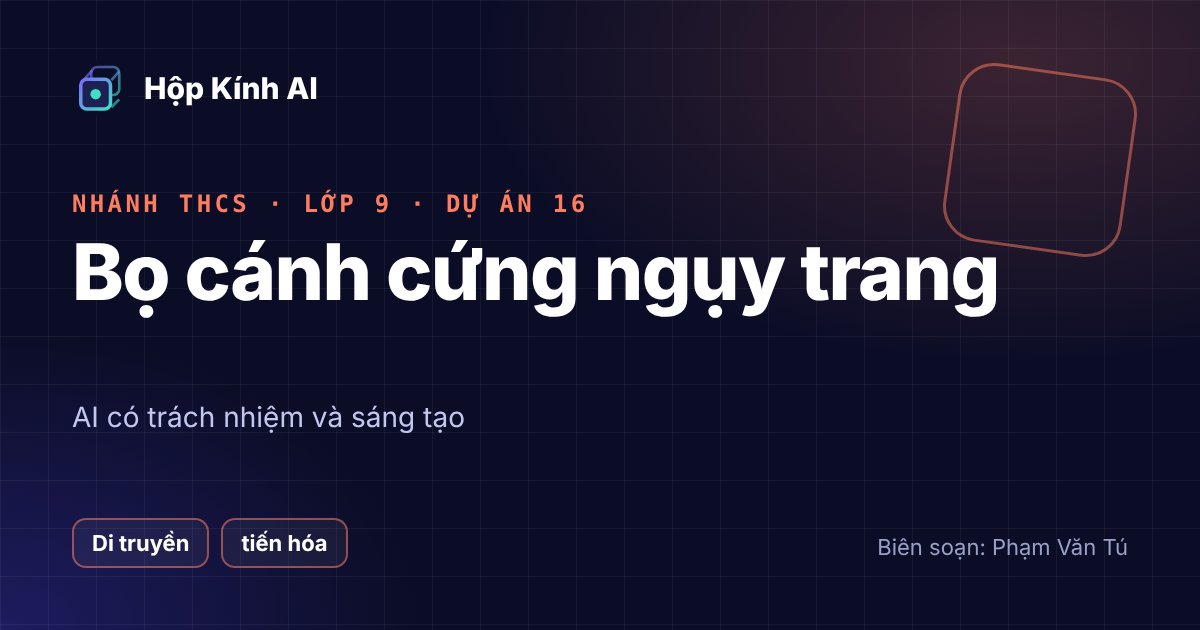 Hộp Kính AI
NHÁNH THCS · LỚP 9 · DỰ ÁN 16
Bọ cánh cứng ngụy trang
AI có trách nhiệm và sáng tạo
Di truyền
tiến hóa
Biên soạn: Phạm Văn Tú